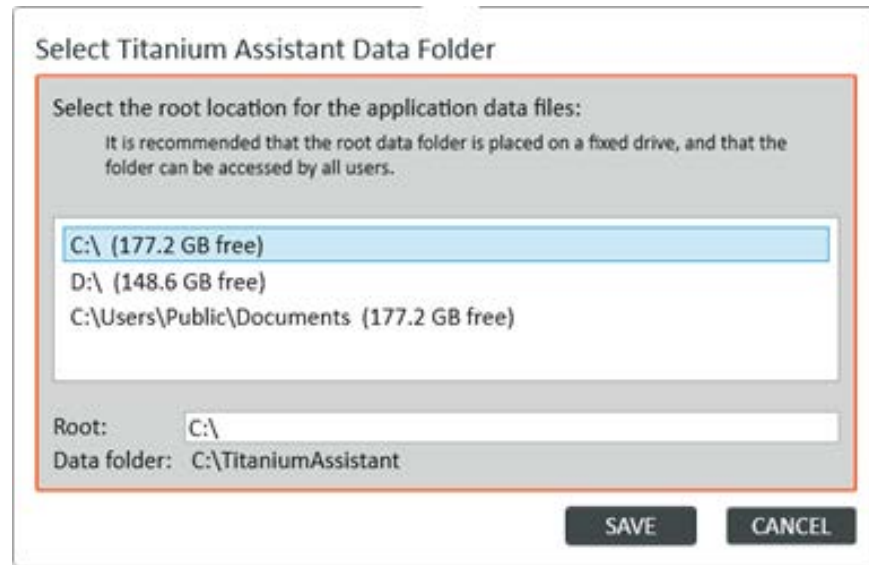 Select Titanium Assistant Data Folder
Select the root location for the application data files:
It is recommended that the root data folder is placed on a fixed drive, and that the
folder can be accessed by all users.
C:\ (177.2 GB free)
D:\ (148.6 GB free)
C:\Users\Public\Documents (177.2 GB free)
Root: C:\
Data folder: C:\TitaniumAssistant
SAVE CANCEL